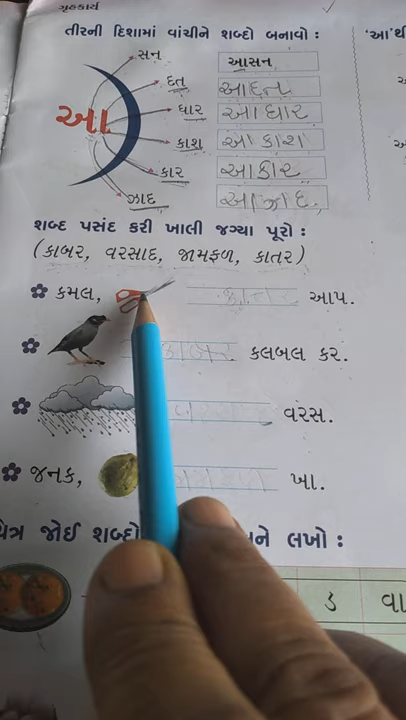 ગૃહકાર્ય
તીરની દિશામાં વાંચીને શબ્દો બનાવો :
આ
સન આસન
દત આદત
ધાર આધાર
કાશ આકાશ
કાર આકાર
ઝાદ આઝાદ
શબ્દ પસંદ કરી ખાલી જગ્યા પૂરો :
(કાબર, વરસાદ, જામફળ, કાતર)
કમલ, કાતર આપ.
કાબર કલબલ કર.
વરસ.
જનક, ખા.
ચિત્ર જોઈ શબ્દો ને લખો :
ડ વા
‘આ’થી